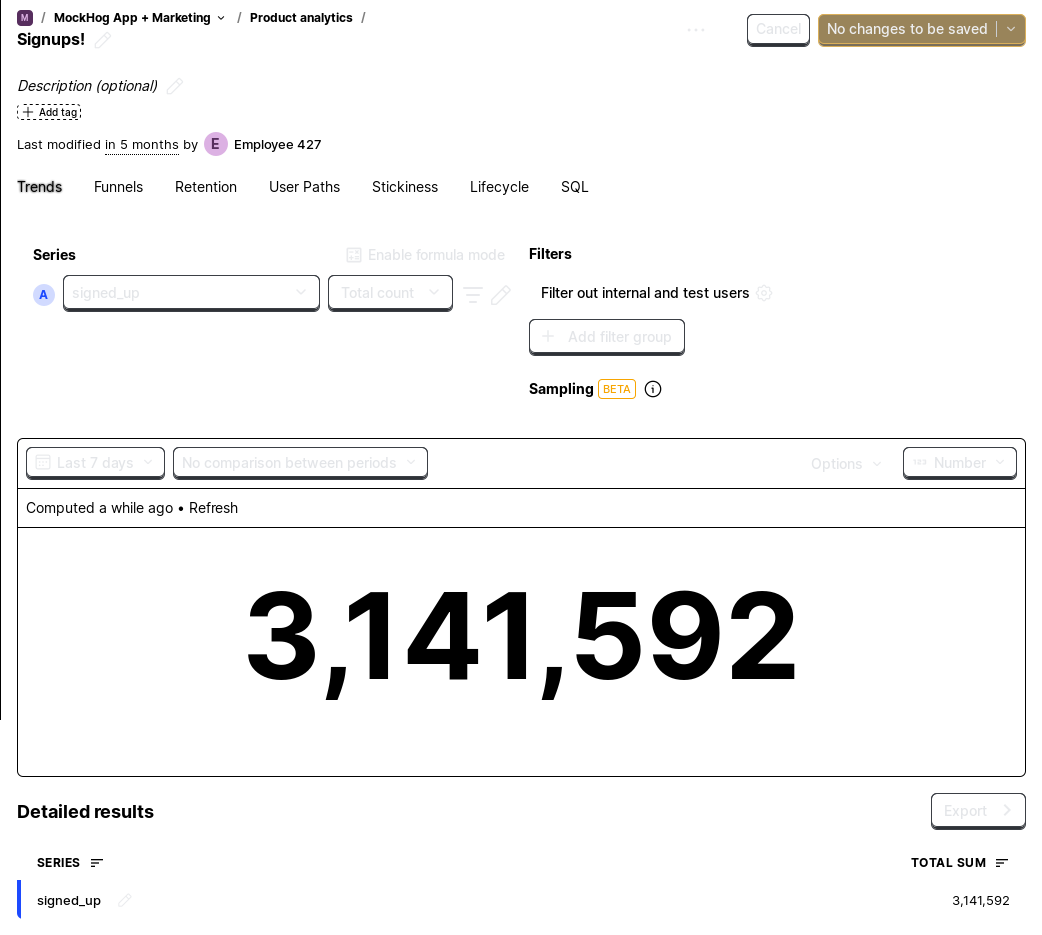 M / MockHog App + Marketing / Product analytics /
Signups!
Cancel
No changes to be saved
Description (optional)
Add tag
Last modified in 5 months by E Employee 427
Trends Funnels Retention User Paths Stickiness Lifecycle SQL
Series
Enable formula mode
A signed_up Total count
Filters
Filter out internal and test users
Add filter group
Sampling BETA
Last 7 days No comparison between periods Options 123 Number
Computed a while ago • Refresh
3,141,592
Detailed results
Export
SERIES TOTAL SUM
signed_up 3,141,592